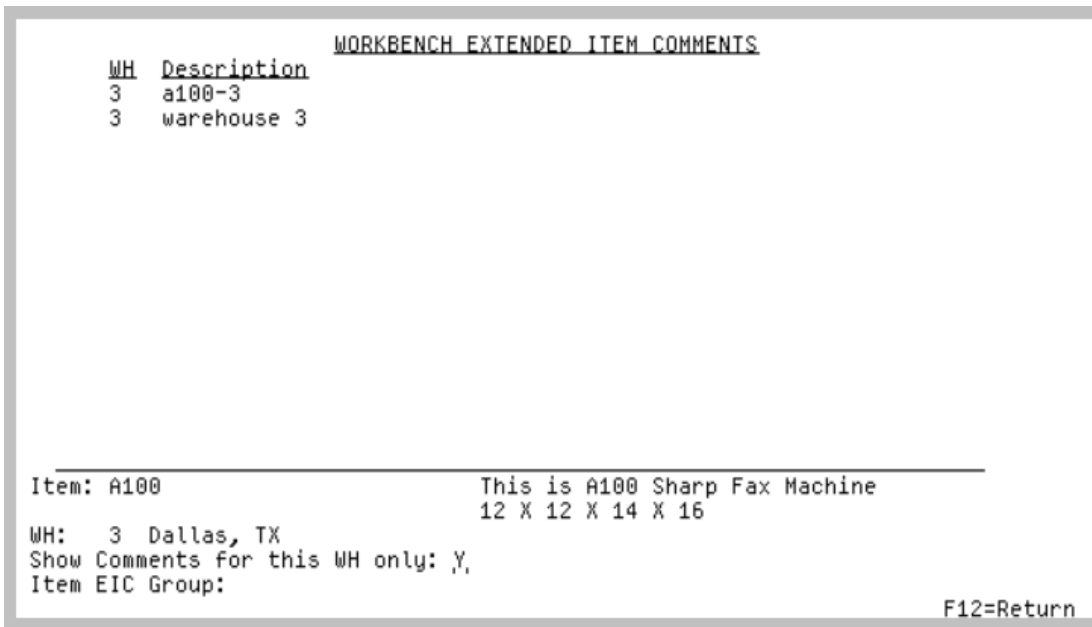 WORKBENCH EXTENDED ITEM COMMENTS
WH Description
3 a100-3
3 warehouse 3
Item: A100 This is A100 Sharp Fax Machine
12 X 12 X 14 X 16
WH: 3 Dallas, TX
Show Comments for this WH only: Y
Item EIC Group:
F12=Return